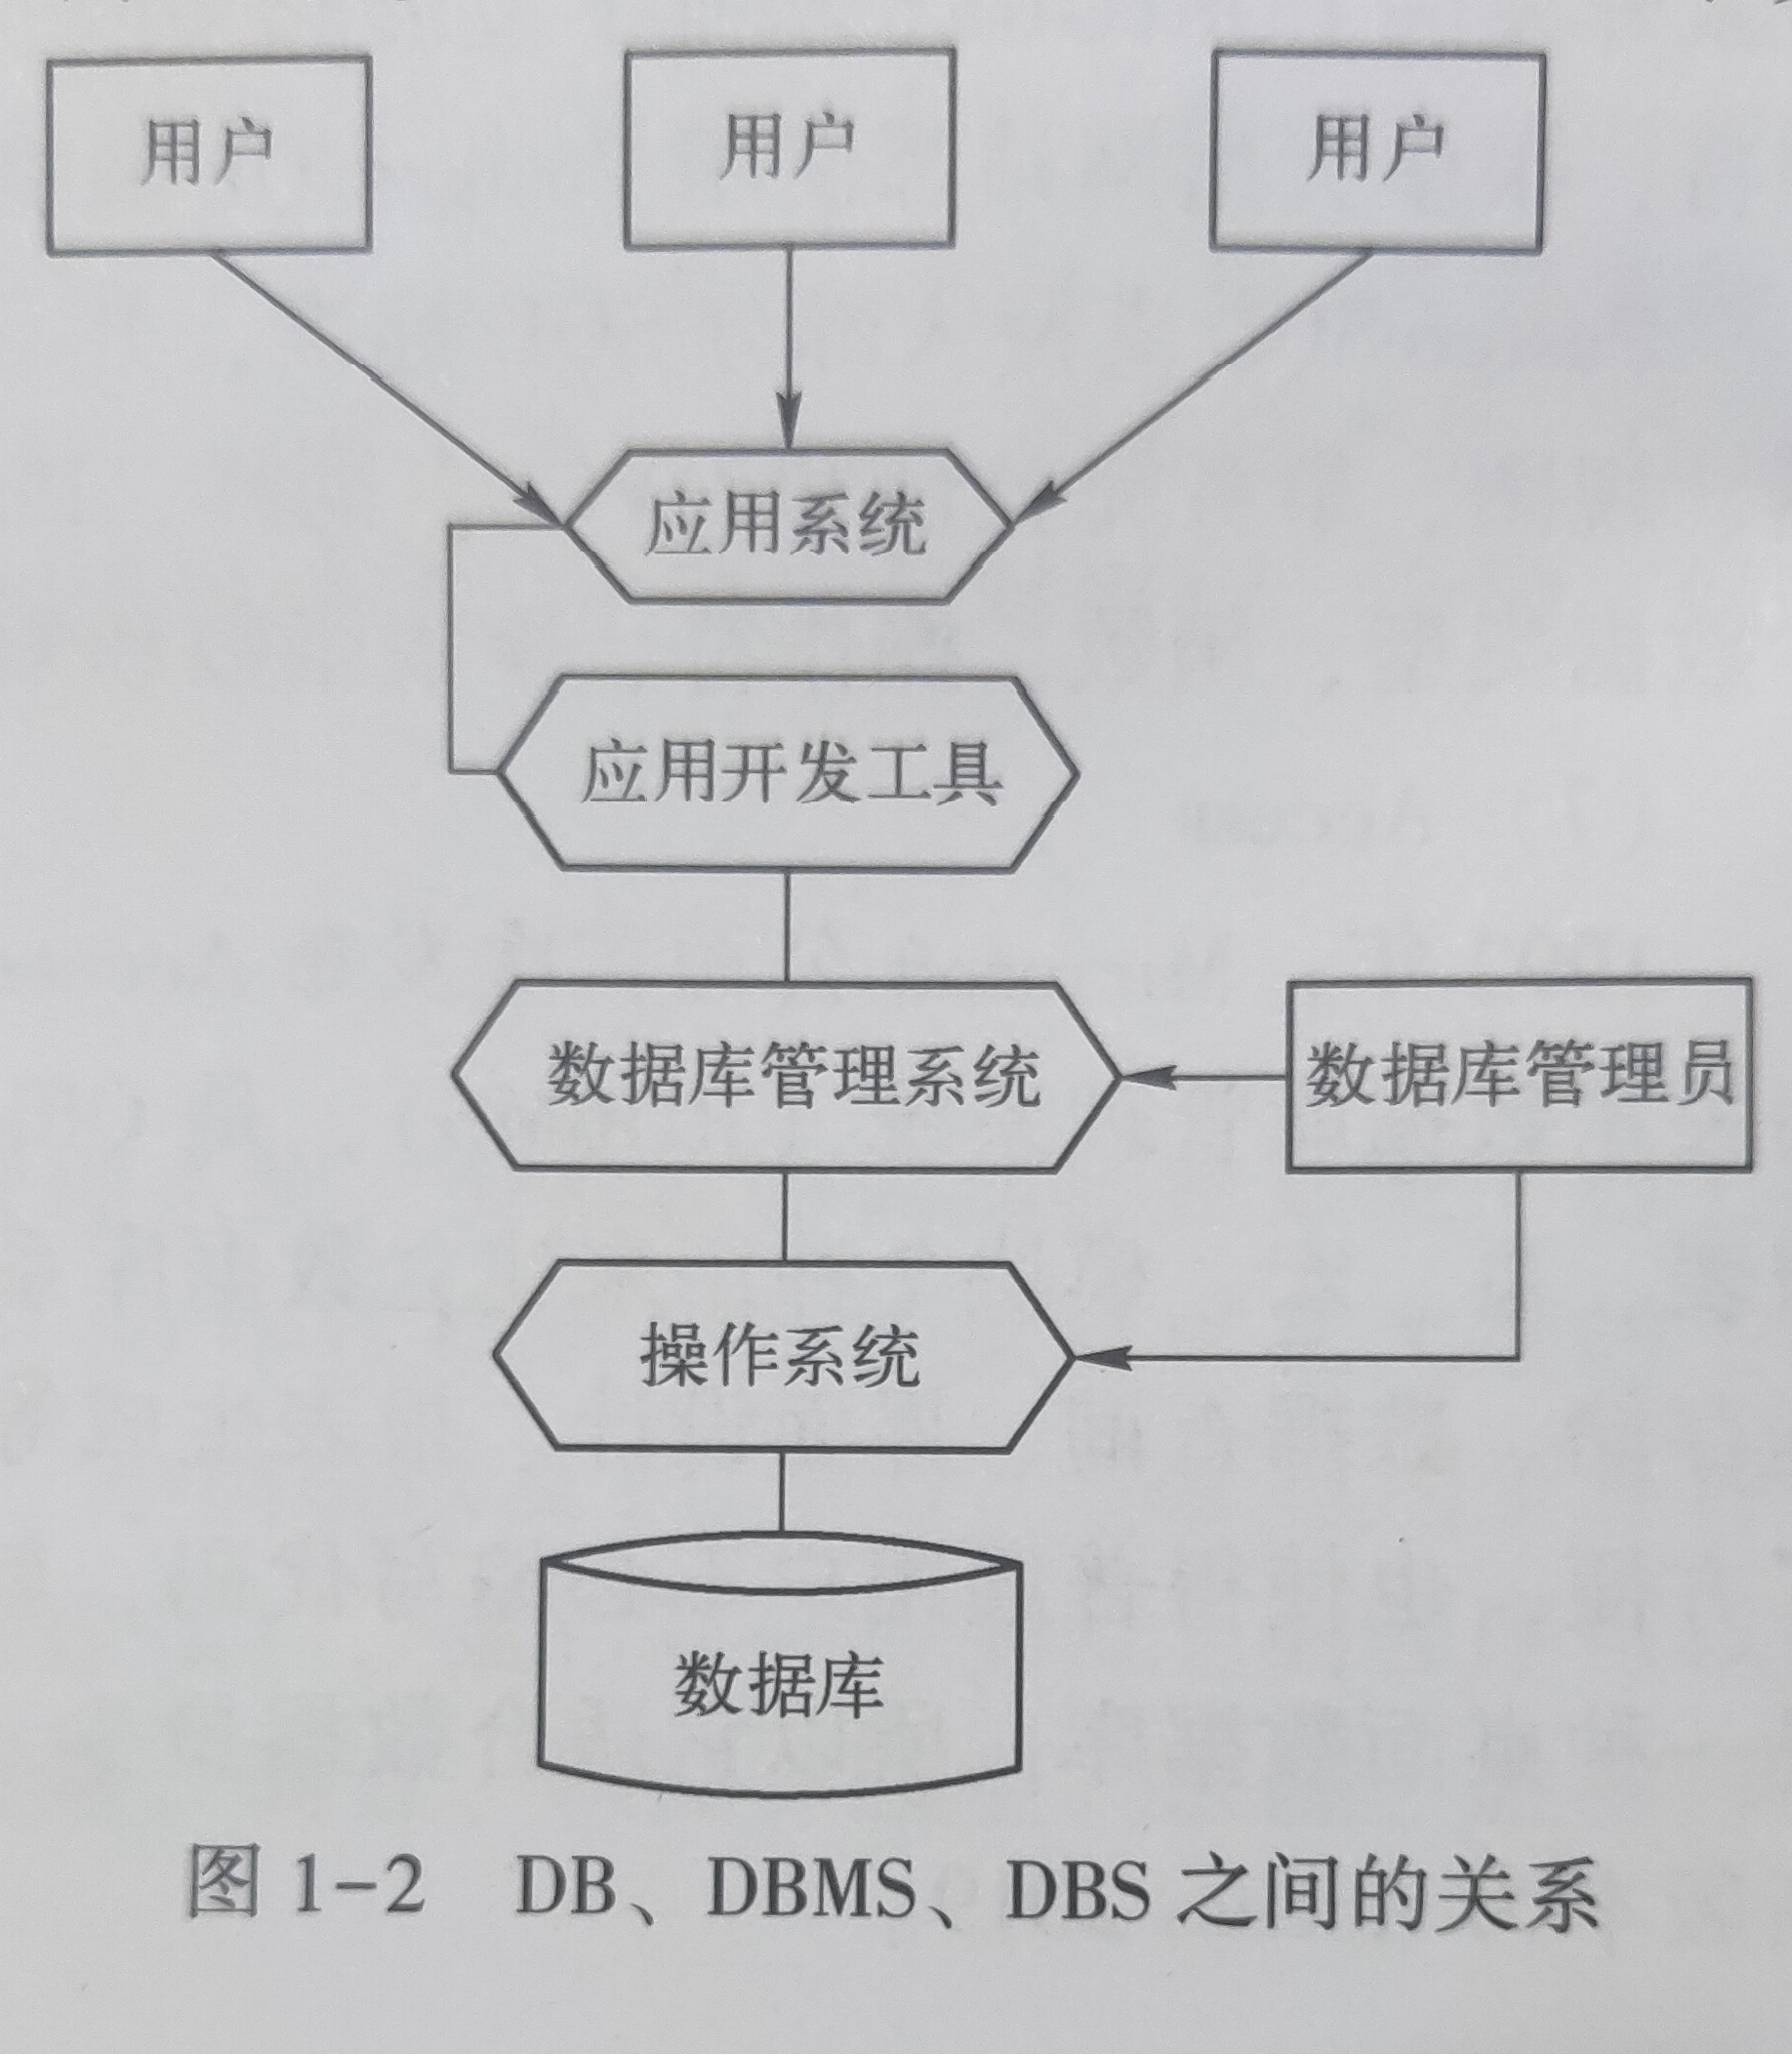 用户 用户 用户
应用系统
应用开发工具
数据库管理系统 数据库管理员
操作系统
数据库
图 1-2 DB、DBMS、DBS 之间的关系